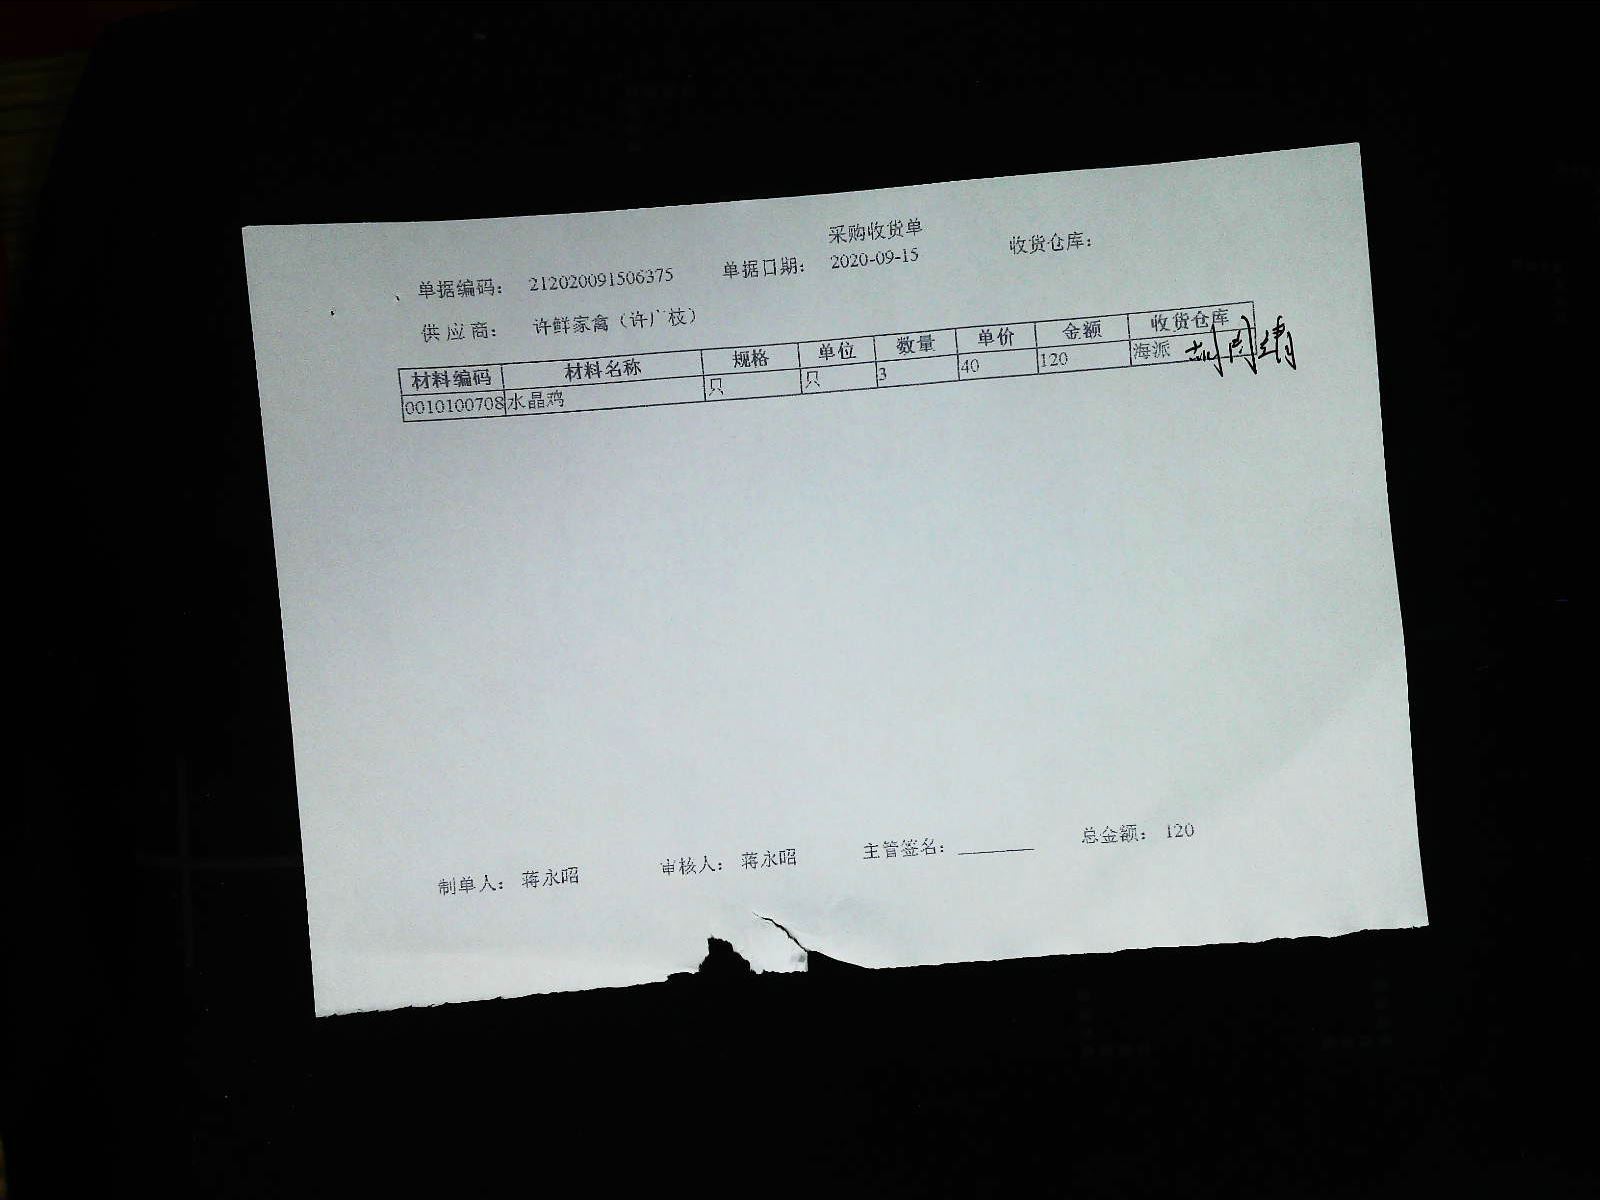 采购收货单
单据编码： 212020091506375 单据日期： 2020-09-15 收货仓库：
供应商： 许鲜家禽（许广枝）
材料编码 材料名称 规格 单位 数量 单价 金额 收货仓库
0010100708 水晶鸡 只 只 3 40 120 海派
制单人： 蒋永昭 审核人： 蒋永昭 主管签名： 总金额： 120